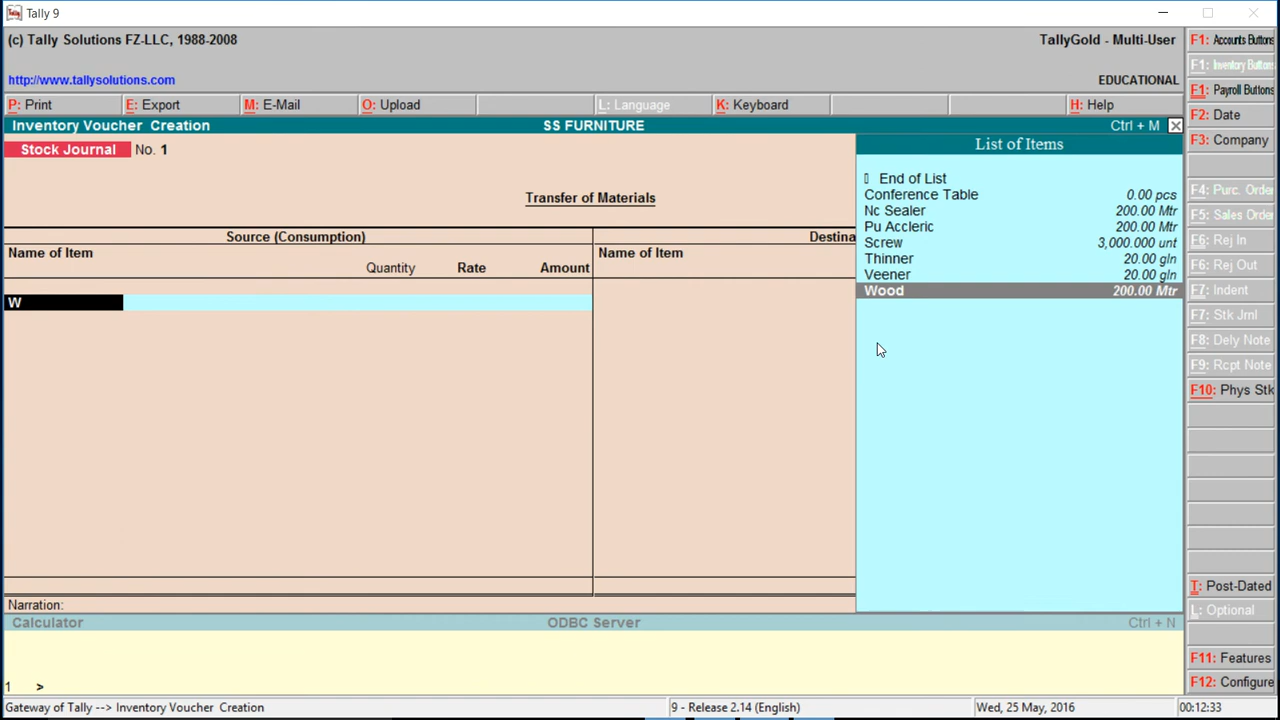 Tally 9
(c) Tally Solutions FZ-LLC, 1988-2008
TallyGold - Multi-User
http://www.tallysolutions.com
EDUCATIONAL
P: Print
E: Export
M: E-Mail
O: Upload
L: Language
K: Keyboard
H: Help
Inventory Voucher Creation
SS FURNITURE
Ctrl + M
Stock Journal No. 1
Transfer of Materials
Source (Consumption)
Destina
Name of Item
Quantity Rate Amount
Name of Item
W
List of Items
End of List
Conference Table 0.00 pcs
Nc Sealer 200.00 Mtr
Pu Accleric 200.00 Mtr
Screw 3,000.000 unt
Thinner 20.00 gln
Veener 20.00 gln
Wood 200.00 Mtr
Narration:
F1: Accounts Buttons
F1: Inventory Buttons
F1: Payroll Buttons
F2: Date
F3: Company
F4: Purc. Orde
F5: Sales Orde
F6: Rej In
F6: Rej Out
F7: Indent
F7: Stk Jrnl
F8: Dely Note
F9: Rcpt Note
F10: Phys Stk
T: Post-Dated
L: Optional
F11: Features
F12: Configure
Calculator
ODBC Server
Ctrl + N
1 >
Gateway of Tally --> Inventory Voucher Creation
9 - Release 2.14 (English)
Wed, 25 May, 2016
00:12:33